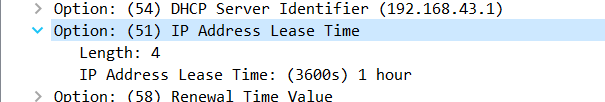 Option: (54) DHCP Server Identifier (192.168.43.1)
Option: (51) IP Address Lease Time
Length: 4
IP Address Lease Time: (3600s) 1 hour
Option: (58) Renewal Time Value